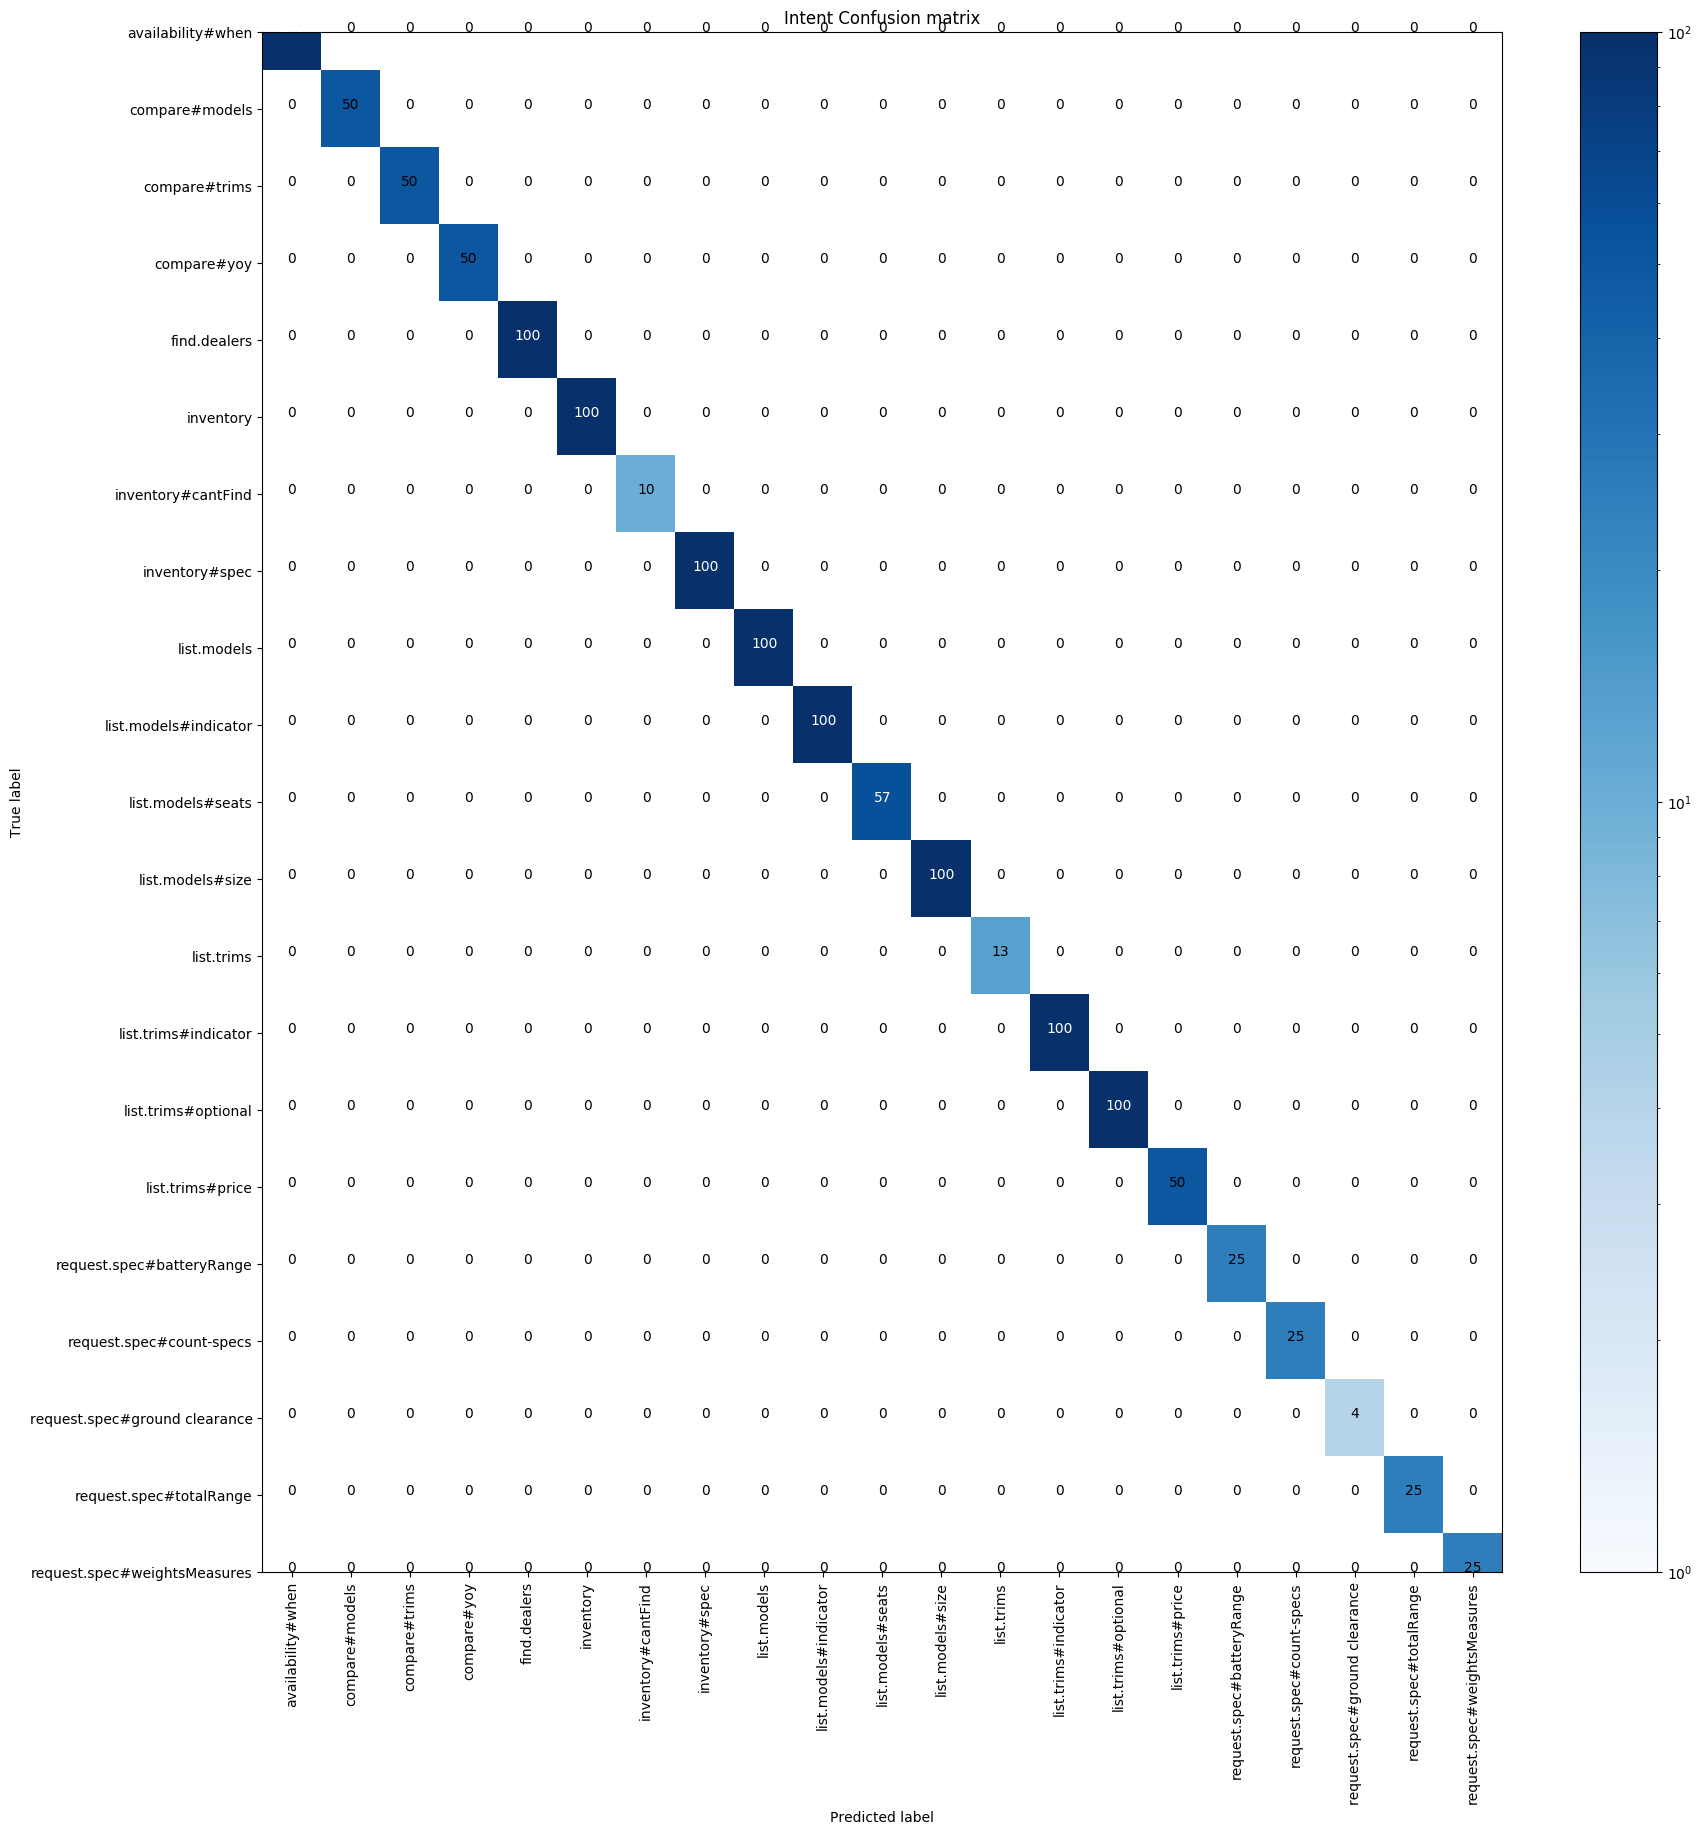 Intent Confusion matrix
availability#when 0 0 0 0 0 0 0 0 0 0 0 0 0 0 0 0 0 0 0 0
compare#models 0 50 0 0 0 0 0 0 0 0 0 0 0 0 0 0 0 0 0 0 0
compare#trims 0 0 50 0 0 0 0 0 0 0 0 0 0 0 0 0 0 0 0 0 0
compare#yoy 0 0 0 50 0 0 0 0 0 0 0 0 0 0 0 0 0 0 0 0 0
find.dealers 0 0 0 0 100 0 0 0 0 0 0 0 0 0 0 0 0 0 0 0 0
inventory 0 0 0 0 0 100 0 0 0 0 0 0 0 0 0 0 0 0 0 0 0
inventory#cantFind 0 0 0 0 0 0 10 0 0 0 0 0 0 0 0 0 0 0 0 0 0
inventory#spec 0 0 0 0 0 0 0 100 0 0 0 0 0 0 0 0 0 0 0 0 0
list.models 0 0 0 0 0 0 0 0 100 0 0 0 0 0 0 0 0 0 0 0 0
list.models#indicator 0 0 0 0 0 0 0 0 0 100 0 0 0 0 0 0 0 0 0 0 0
list.models#seats 0 0 0 0 0 0 0 0 0 0 57 0 0 0 0 0 0 0 0 0 0
list.models#size 0 0 0 0 0 0 0 0 0 0 0 100 0 0 0 0 0 0 0 0 0
list.trims 0 0 0 0 0 0 0 0 0 0 0 0 13 0 0 0 0 0 0 0 0
list.trims#indicator 0 0 0 0 0 0 0 0 0 0 0 0 0 100 0 0 0 0 0 0 0
list.trims#optional 0 0 0 0 0 0 0 0 0 0 0 0 0 0 100 0 0 0 0 0 0
list.trims#price 0 0 0 0 0 0 0 0 0 0 0 0 0 0 0 50 0 0 0 0 0
request.spec#batteryRange 0 0 0 0 0 0 0 0 0 0 0 0 0 0 0 0 25 0 0 0 0
request.spec#count-specs 0 0 0 0 0 0 0 0 0 0 0 0 0 0 0 0 0 25 0 0 0
request.spec#ground clearance 0 0 0 0 0 0 0 0 0 0 0 0 0 0 0 0 0 0 4 0 0
request.spec#totalRange 0 0 0 0 0 0 0 0 0 0 0 0 0 0 0 0 0 0 0 25 0
request.spec#weightsMeasures 0 0 0 0 0 0 0 0 0 0 0 0 0 0 0 0 0 0 0 0 25
True label
availability#when
compare#models
compare#trims
compare#yoy
find.dealers
inventory
inventory#cantFind
inventory#spec
list.models
list.models#indicator
list.models#seats
list.models#size
list.trims
list.trims#indicator
list.trims#optional
list.trims#price
request.spec#batteryRange
request.spec#count-specs
request.spec#ground clearance
request.spec#totalRange
request.spec#weightsMeasures
Predicted label
10²
10¹
10⁰